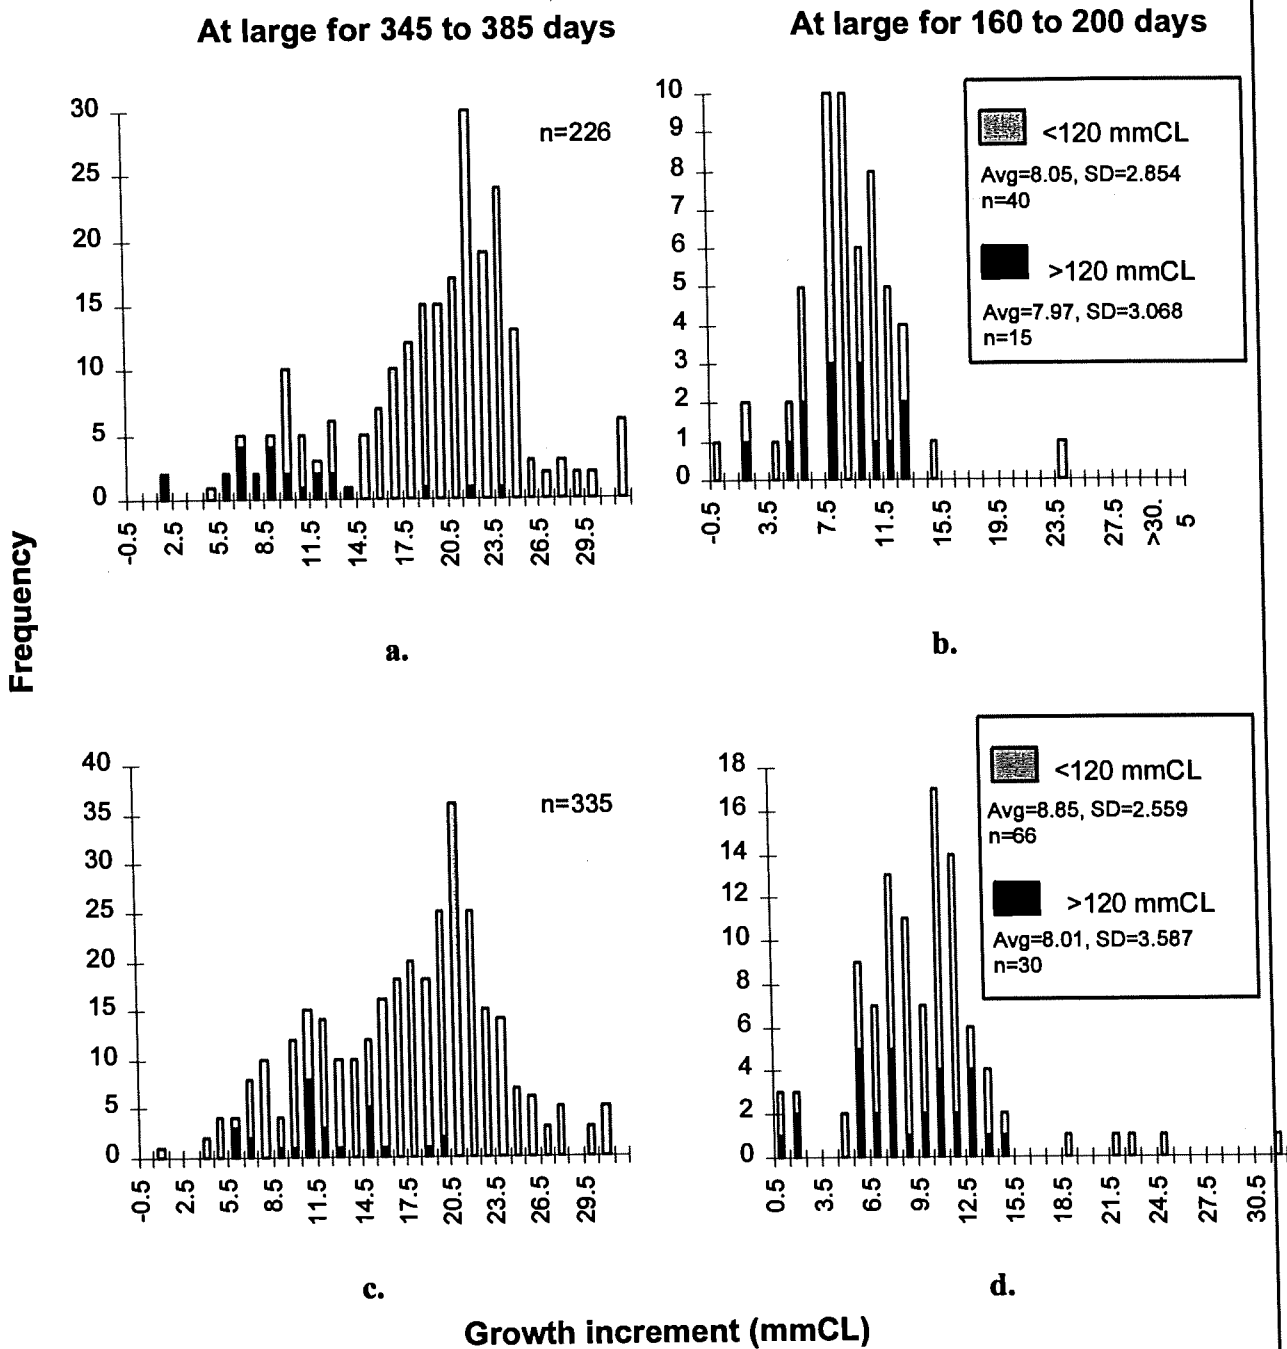 At large for 345 to 385 days
At large for 160 to 200 days
Frequency
30
25
20
15
10
5
0
n=226
-0.5 2.5 5.5 8.5 11.5 14.5 17.5 20.5 23.5 26.5 29.5
a.
10
9
8
7
6
5
4
3
2
1
0
<120 mmCL
Avg=8.05, SD=2.854
n=40
>120 mmCL
Avg=7.97, SD=3.068
n=15
-0.5 3.5 7.5 11.5 15.5 19.5 23.5 27.5 >30.
5
b.
40
35
30
25
20
15
10
5
0
n=335
-0.5 2.5 5.5 8.5 11.5 14.5 17.5 20.5 23.5 26.5 29.5
c.
18
16
14
12
10
8
6
4
2
0
<120 mmCL
Avg=8.85, SD=2.559
n=66
>120 mmCL
Avg=8.01, SD=3.587
n=30
0.5 3.5 6.5 9.5 12.5 15.5 18.5 21.5 24.5 27.5 30.5
d.
Growth increment (mmCL)